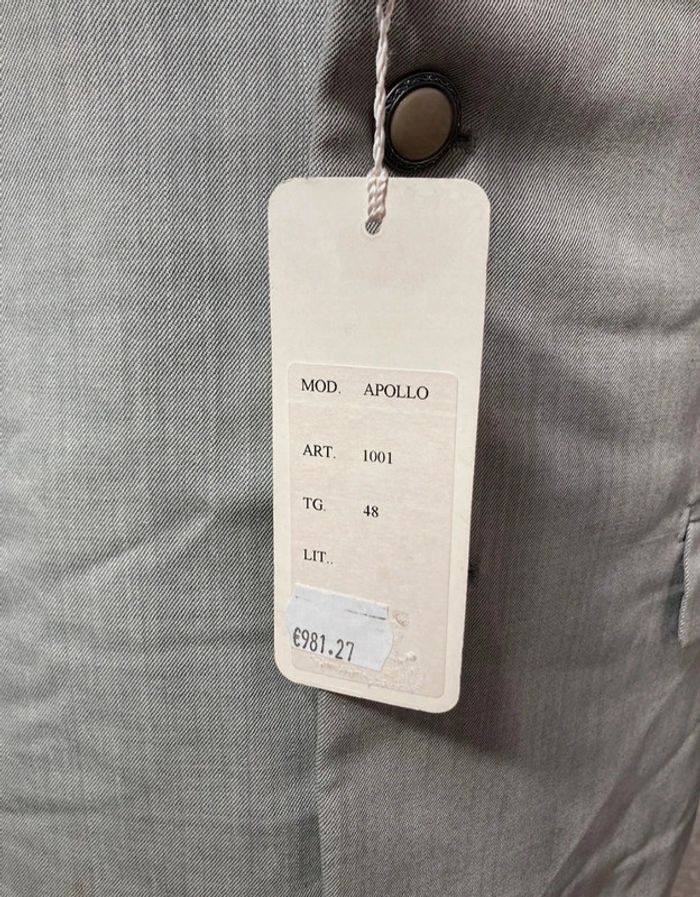 MOD. APOLLO
ART. 1001
TG. 48
LIT..
€981.27